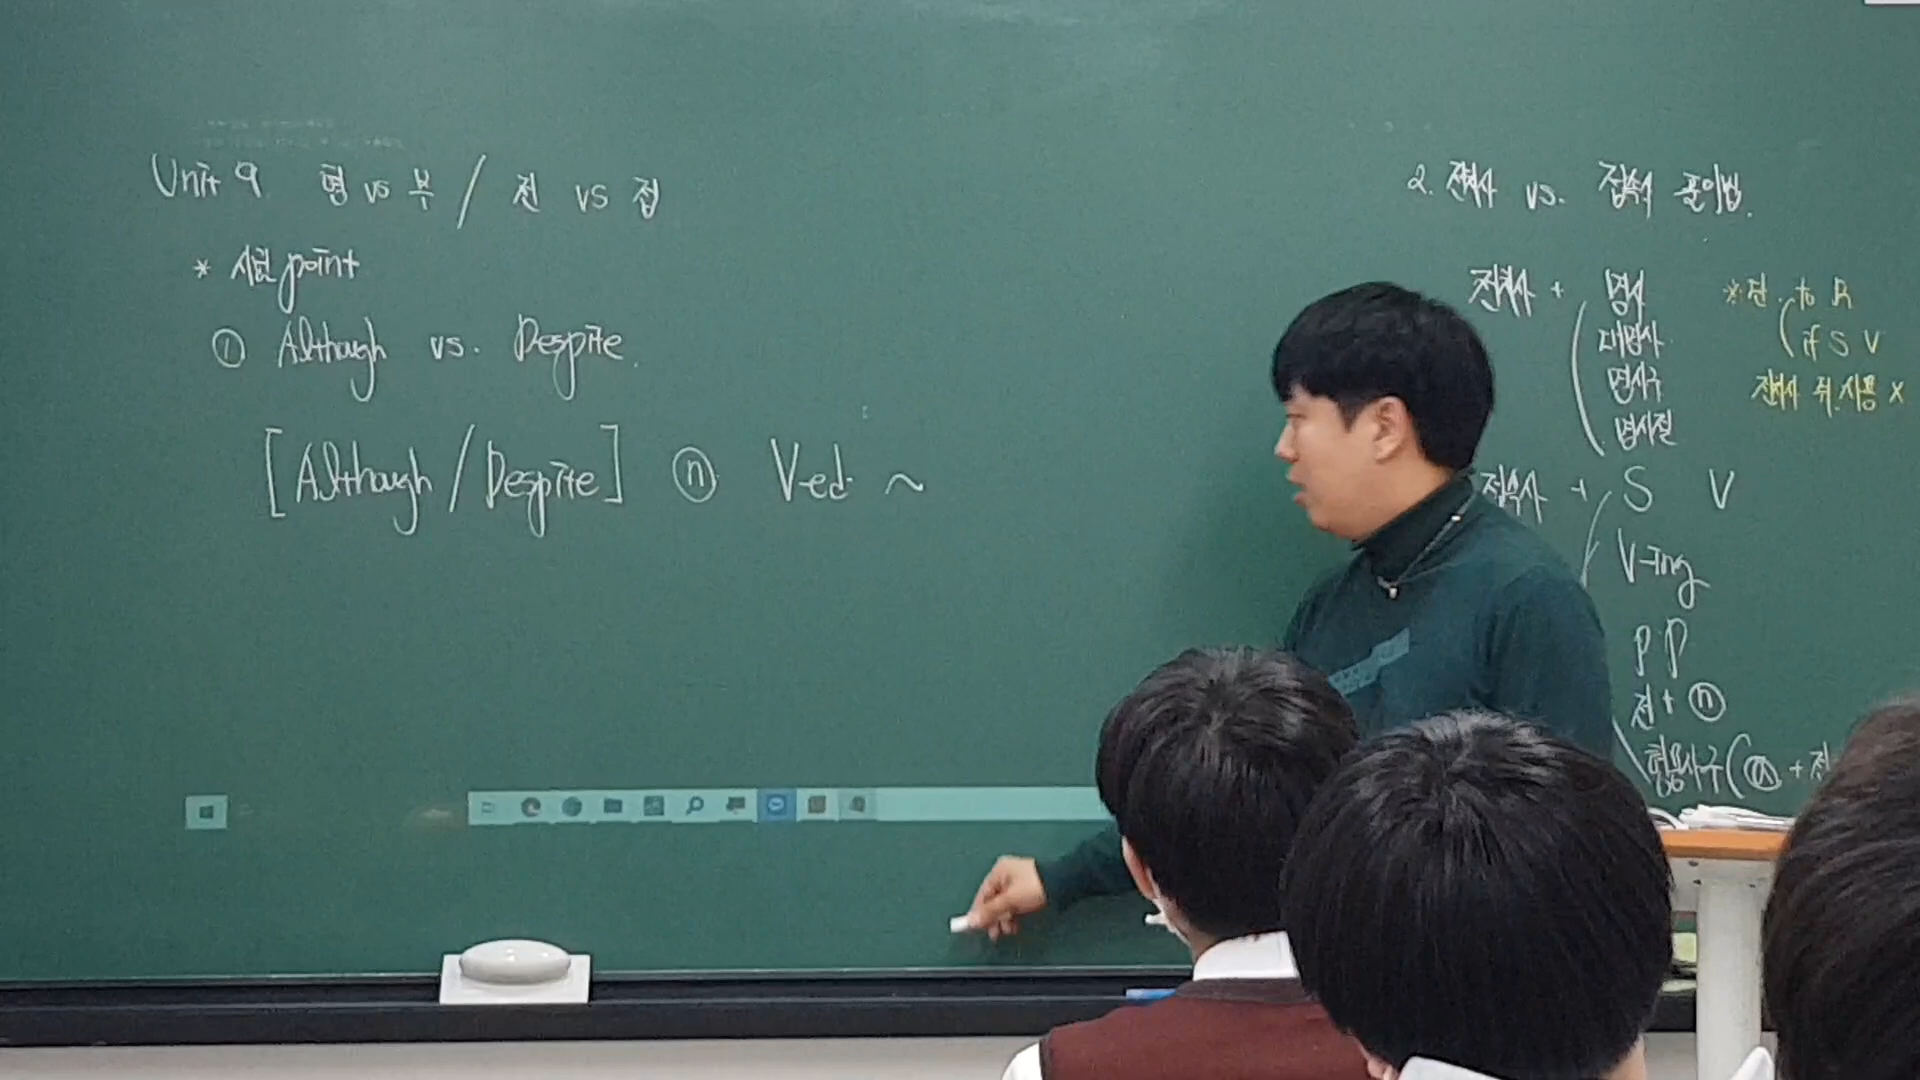 Unit 9. 형 vs 부 / 전 vs 접
* 시험 point
① Although vs. Despite.
[Although / Despite] ⓝ V-ed ~
2. 전치사 vs. 접속사 풀이법.
전치사 + 명사
대명사
명사구
명사절
*단. to R
if S V
전치사 뒤 사용 X
접속사 + S V
V-ing
p.p
전 + ⓝ
형용사구( + 전